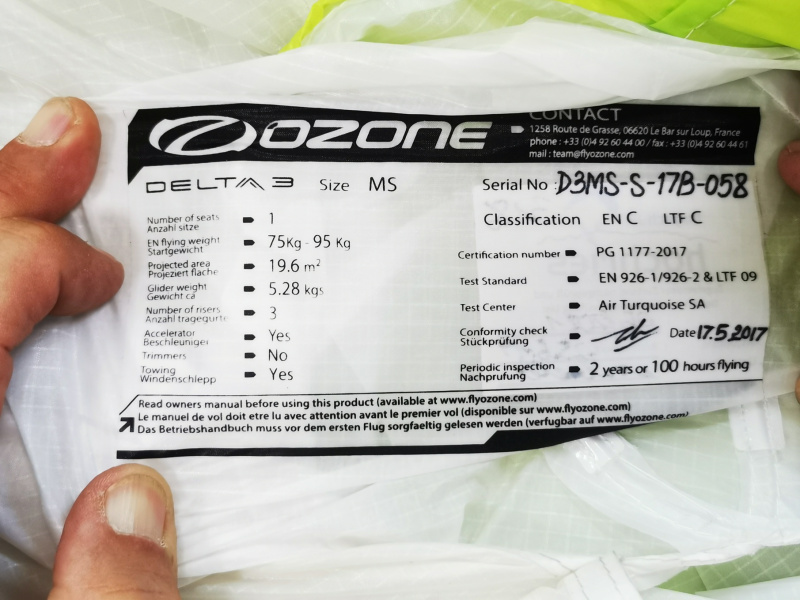 OZONE
CONTACT
1258 Route de Grasse, 06620 Le Bar sur Loup, France
phone : +33 (0)4 92 60 44 00 / fax : +33 (0)4 92 60 44 61
mail : team@flyozone.com
DELTA 3 Size MS
Serial No : D3MS-S-17B-058
Classification EN C LTF C
Number of seats 1
Anzahl sitze
EN flying weight 75Kg - 95 Kg
Startgewicht
Projected area 19.6 m²
Projeziert flache
Glider weight 5.28 kgs
Gewicht ca
Number of risers 3
Anzahl tragegurte
Accelerator Yes
Beschleuniger
Trimmers No
Towing Yes
Windenschlepp
Certification number PG 1177-2017
Test Standard EN 926-1/926-2 & LTF 09
Test Center Air Turquoise SA
Conformity check Date 17.5.2017
Stückprüfung
Periodic inspection 2 years or 100 hours flying
Nachprüfung
Read owners manual before using this product (available at www.flyozone.com)
Le manuel de vol doit etre lu avec attention avant le premier vol (disponible sur www.flyozone.com)
Das Betriebshandbuch muss vor dem ersten Flug sorgfaeltig gelesen werden (verfugbar auf www.flyozone.com)